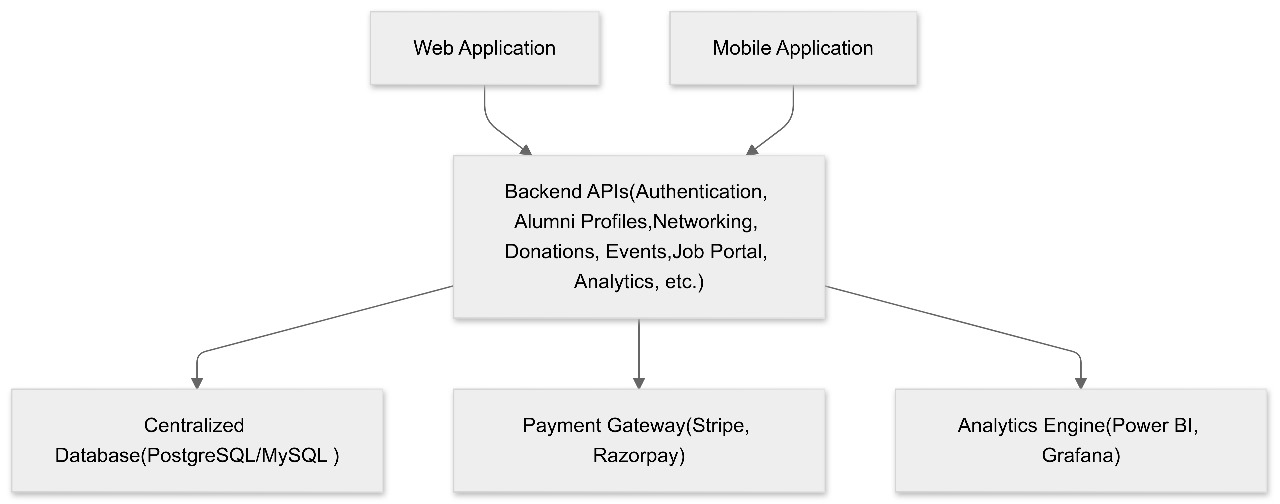 Web Application
Mobile Application
Backend APIs(Authentication,
Alumni Profiles,Networking,
Donations, Events,Job Portal,
Analytics, etc.)
Centralized
Database(PostgreSQL/MySQL )
Payment Gateway(Stripe,
Razorpay)
Analytics Engine(Power BI,
Grafana)